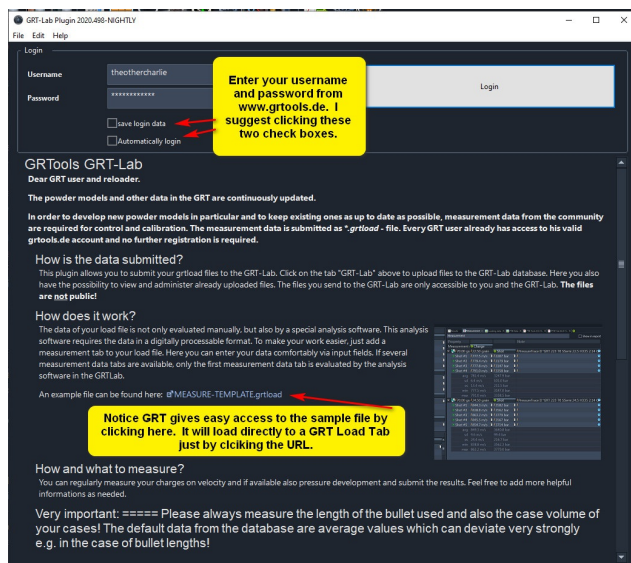 GRT-Lab Plugin 2020.498-NIGHTLY
File Edit Help
Login
Username
theothercharlie
Password
************
save login data
Automatically login
Login
Enter your username
and password from
www.grtools.de. I
suggest clicking these
two check boxes.
GRTools GRT-Lab
Dear GRT user and reloader.
The powder models and other data in the GRT are continuously updated.
In order to develop new powder models in particular and to keep existing ones as up to date as possible, measurement data from the community
are required for control and calibration. The measurement data is submitted as *.grtload - file. Every GRT user already has access to his valid
grtools.de account and no further registration is required.
How is the data submitted?
This plugin allows you to submit your grtload files to the GRT-Lab. Click on the tab "GRT-Lab" above to upload files to the GRT-Lab database. Here you also
have the possibility to view and administer already uploaded files. The files you send to the GRT-Lab are only accessible to you and the GRT-Lab. The files
are not public!
How does it work?
The data of your load file is not only evaluated manually, but also by a special analysis software. This analysis
software requires the data in a digitally processable format. To make your work easier, just add a
measurement tab to your load file. Here you can enter your data comfortably via input fields. If several
measurement data tabs are available, only the first measurement data tab is evaluated by the analysis
software in the GRTLab.
An example file can be found here: MEASURE-TEMPLATE.grtload
Notice GRT gives easy access to the sample file by
clicking here. It will load directly to a GRT Load Tab
just by clciking the URL.
How and what to measure?
You can regularly measure your charges on velocity and if available also pressure development and submit the results. Feel free to add more helpful
informations as needed.
Very important: ===== Please always measure the length of the bullet used and also the case volume of
your cases! The default data from the database are average values which can deviate very strongly
e.g. in the case of bullet lengths!